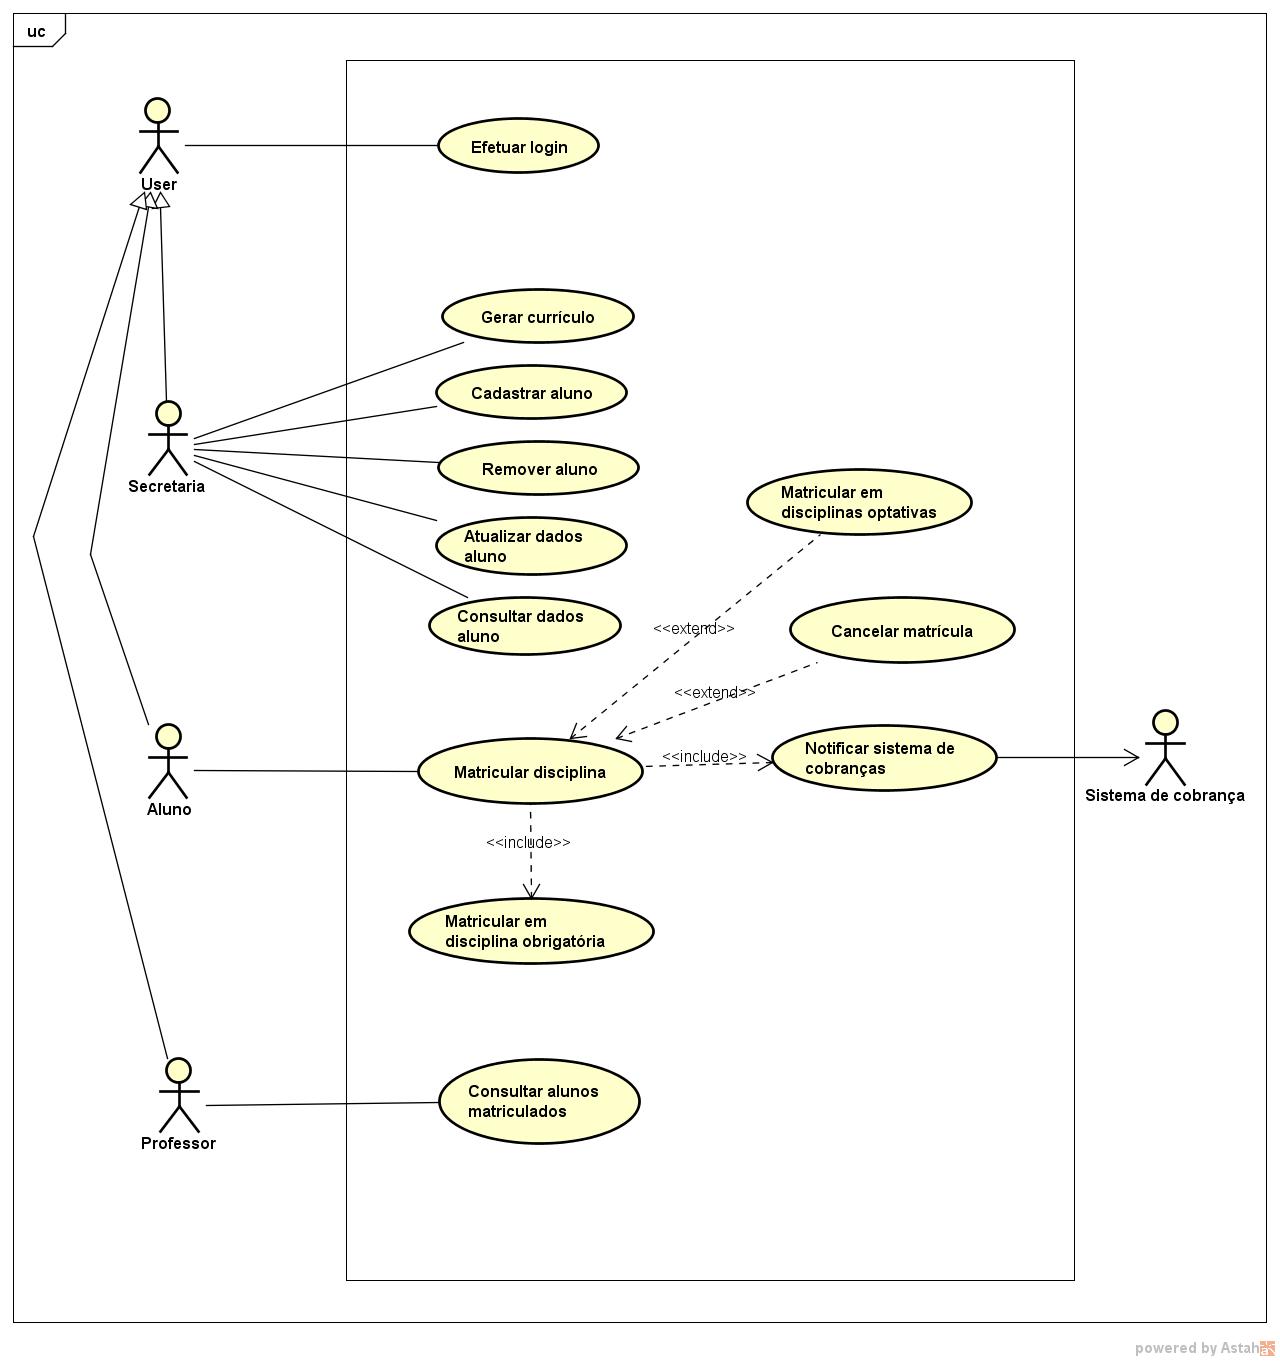 uc
User
Efetuar login
Gerar currículo
Cadastrar aluno
Secretaria
Remover aluno
Matricular em
disciplinas optativas
Atualizar dados
aluno
Consultar dados
aluno
<<extend>>
Cancelar matrícula
<<extend>>
Aluno
Matricular disciplina
<<include>>
Notificar sistema de
cobranças
Sistema de cobrança
<<include>>
Matricular em
disciplina obrigatória
Professor
Consultar alunos
matriculados
powered by Astah